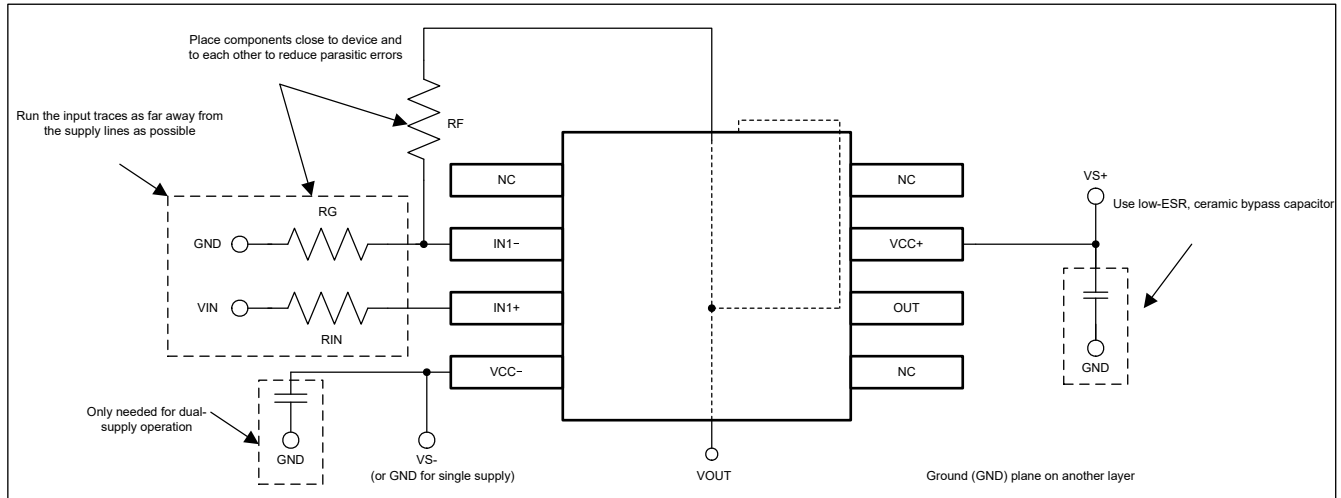 Place components close to device and
to each other to reduce parasitic errors
Run the input traces as far away from
the supply lines as possible
RF
NC
NC
VS+
Use low-ESR, ceramic bypass capacitor
RG
GND
IN1−
VCC+
VIN
IN1+
OUT
RIN
GND
VCC−
NC
Only needed for dual-
supply operation
GND
VS-
(or GND for single supply)
VOUT
Ground (GND) plane on another layer